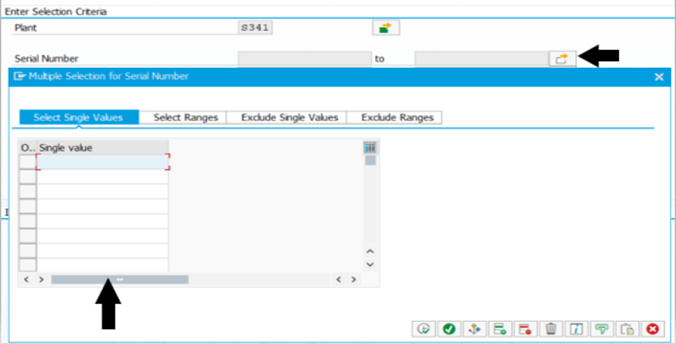 Enter Selection Criteria
Plant S341
Serial Number to
Multiple Selection for Serial Number
Select Single Values Select Ranges Exclude Single Values Exclude Ranges
O.. Single value